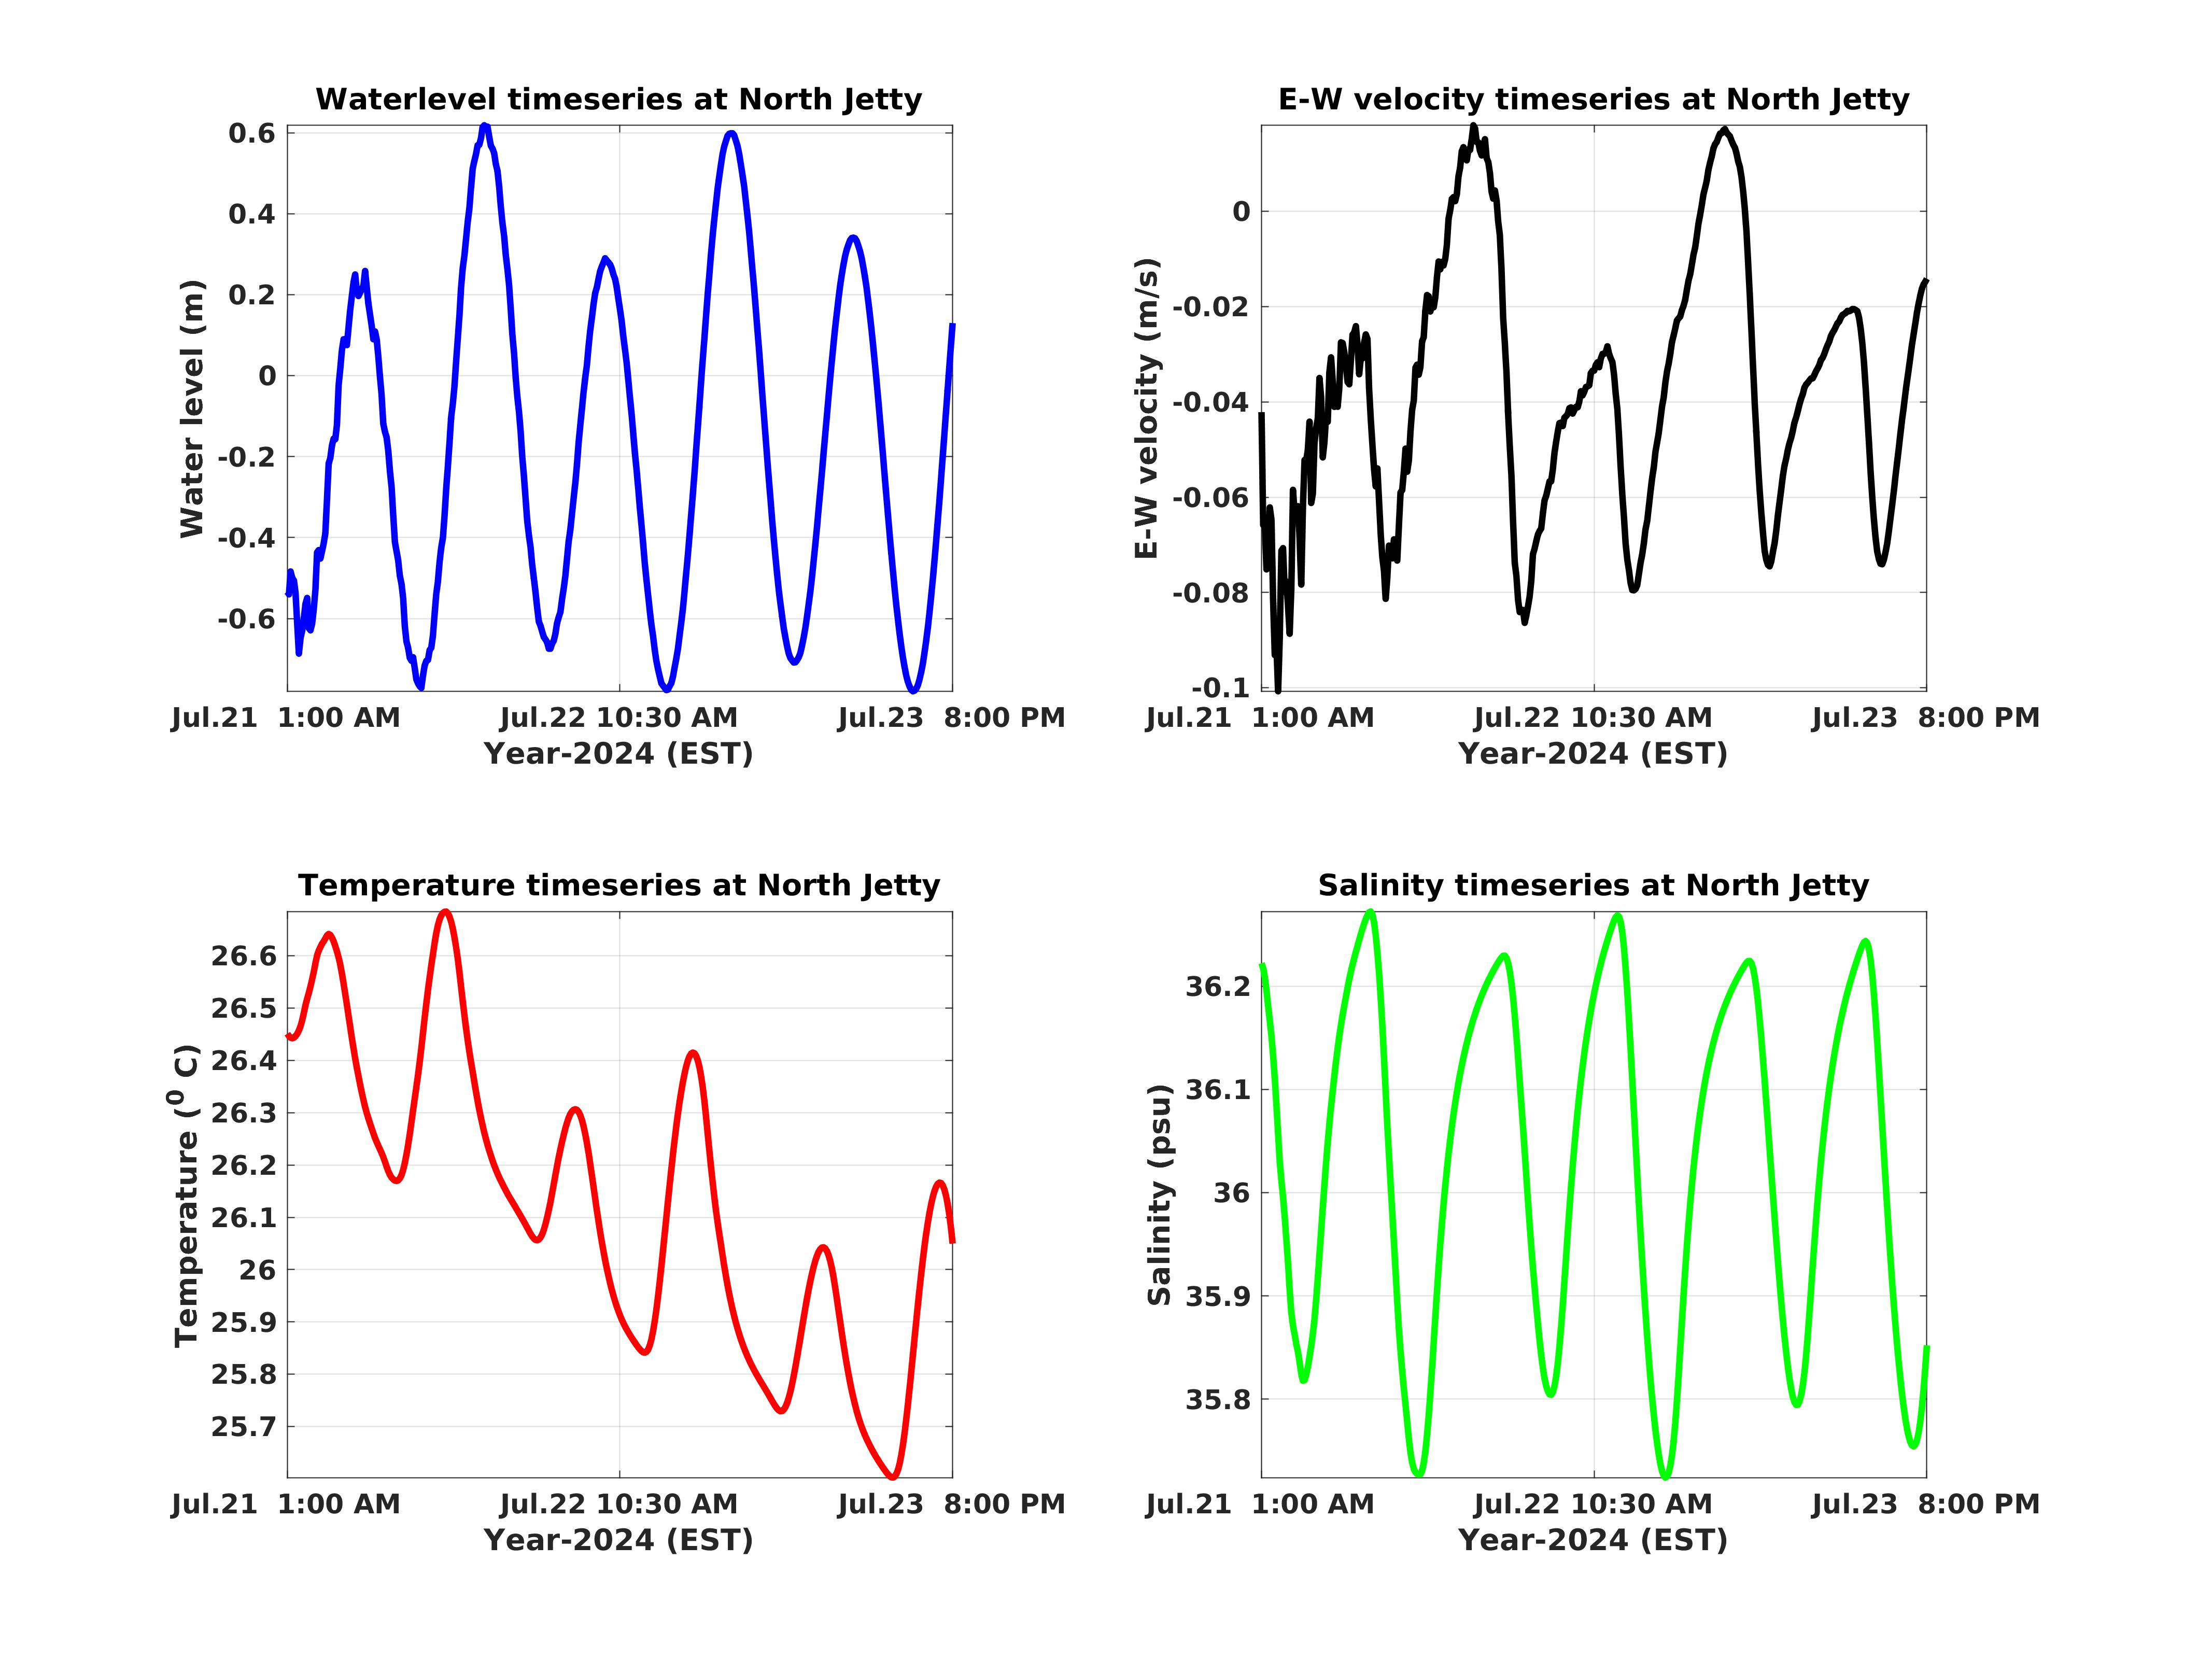 Waterlevel timeseries at North Jetty
0.6
0.4
0.2
0
-0.2
-0.4
-0.6
Water level (m)
Jul.21 1:00 AM Jul.22 10:30 AM Jul.23 8:00 PM
Year-2024 (EST)
E-W velocity timeseries at North Jetty
0
-0.02
-0.04
-0.06
-0.08
-0.1
E-W velocity (m/s)
Jul.21 1:00 AM Jul.22 10:30 AM Jul.23 8:00 PM
Year-2024 (EST)
Temperature timeseries at North Jetty
26.6
26.5
26.4
26.3
26.2
26.1
26
25.9
25.8
25.7
Temperature (⁰ C)
Jul.21 1:00 AM Jul.22 10:30 AM Jul.23 8:00 PM
Year-2024 (EST)
Salinity timeseries at North Jetty
36.2
36.1
36
35.9
35.8
Salinity (psu)
Jul.21 1:00 AM Jul.22 10:30 AM Jul.23 8:00 PM
Year-2024 (EST)